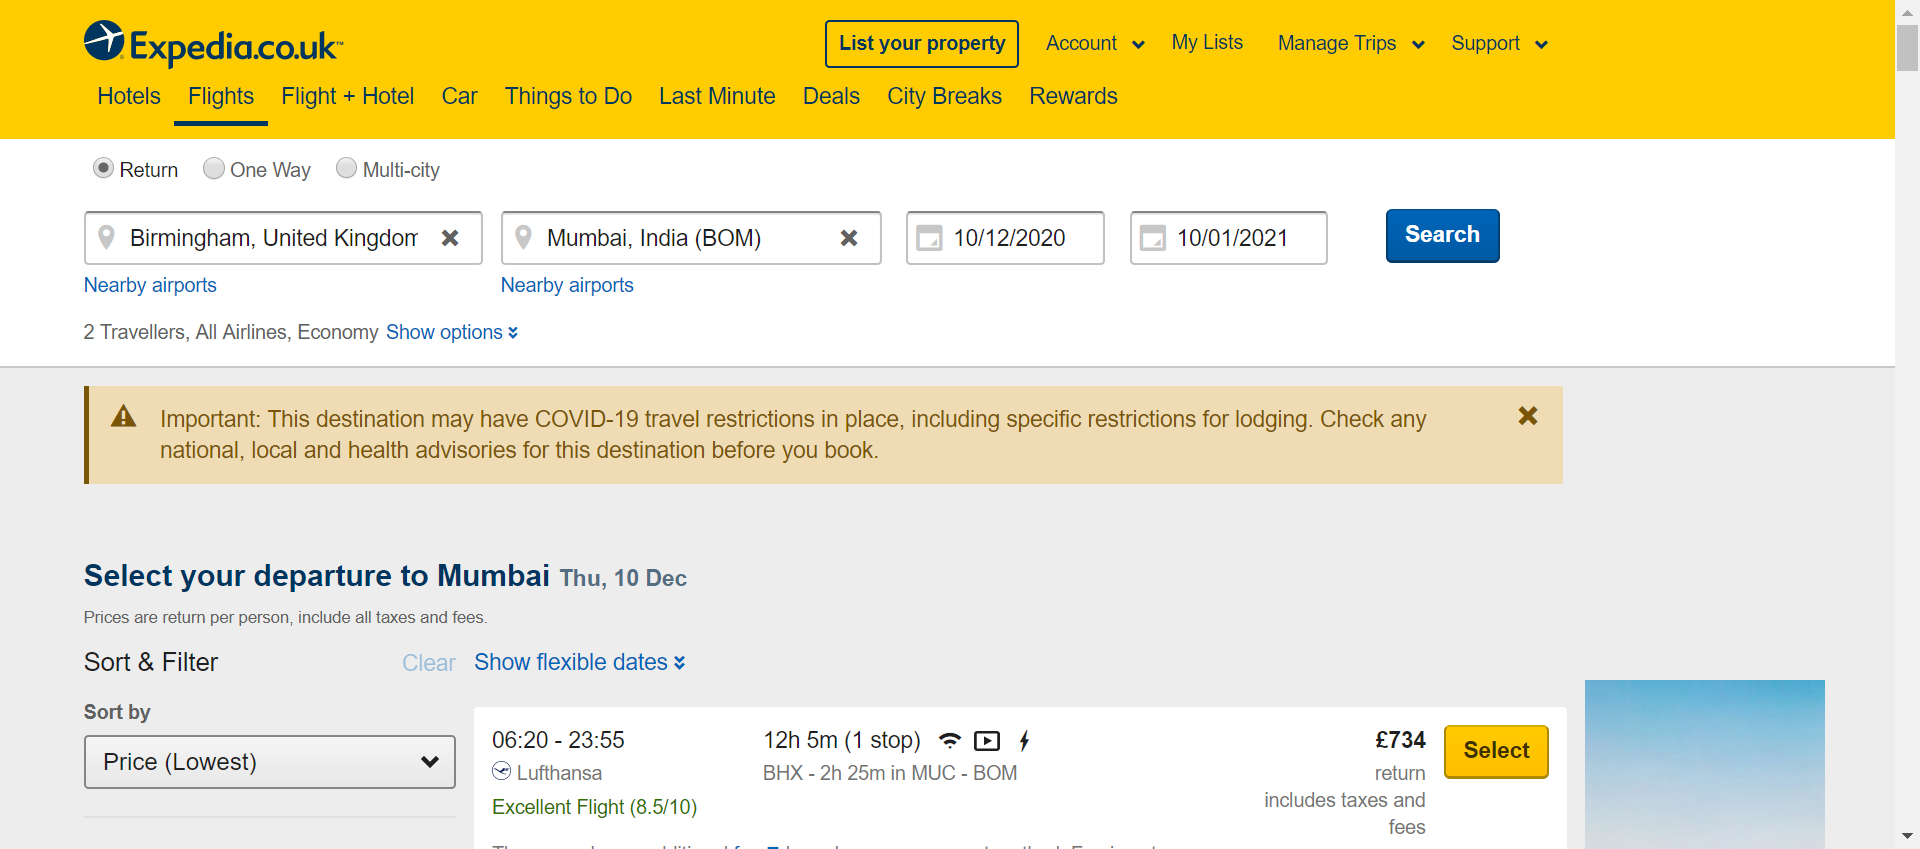 Expedia.co.uk™
List your property
Account
My Lists
Manage Trips
Support
Hotels
Flights
Flight + Hotel
Car
Things to Do
Last Minute
Deals
City Breaks
Rewards
Return
One Way
Multi-city
Birmingham, United Kingdom
Mumbai, India (BOM)
10/12/2020
10/01/2021
Search
Nearby airports
Nearby airports
2 Travellers, All Airlines, Economy Show options
Important: This destination may have COVID-19 travel restrictions in place, including specific restrictions for lodging. Check any
national, local and health advisories for this destination before you book.
Select your departure to Mumbai Thu, 10 Dec
Prices are return per person, include all taxes and fees.
Sort & Filter
Clear
Show flexible dates
Sort by
Price (Lowest)
06:20 - 23:55
Lufthansa
Excellent Flight (8.5/10)
12h 5m (1 stop)
BHX - 2h 25m in MUC - BOM
£734
return
includes taxes and
fees
Select